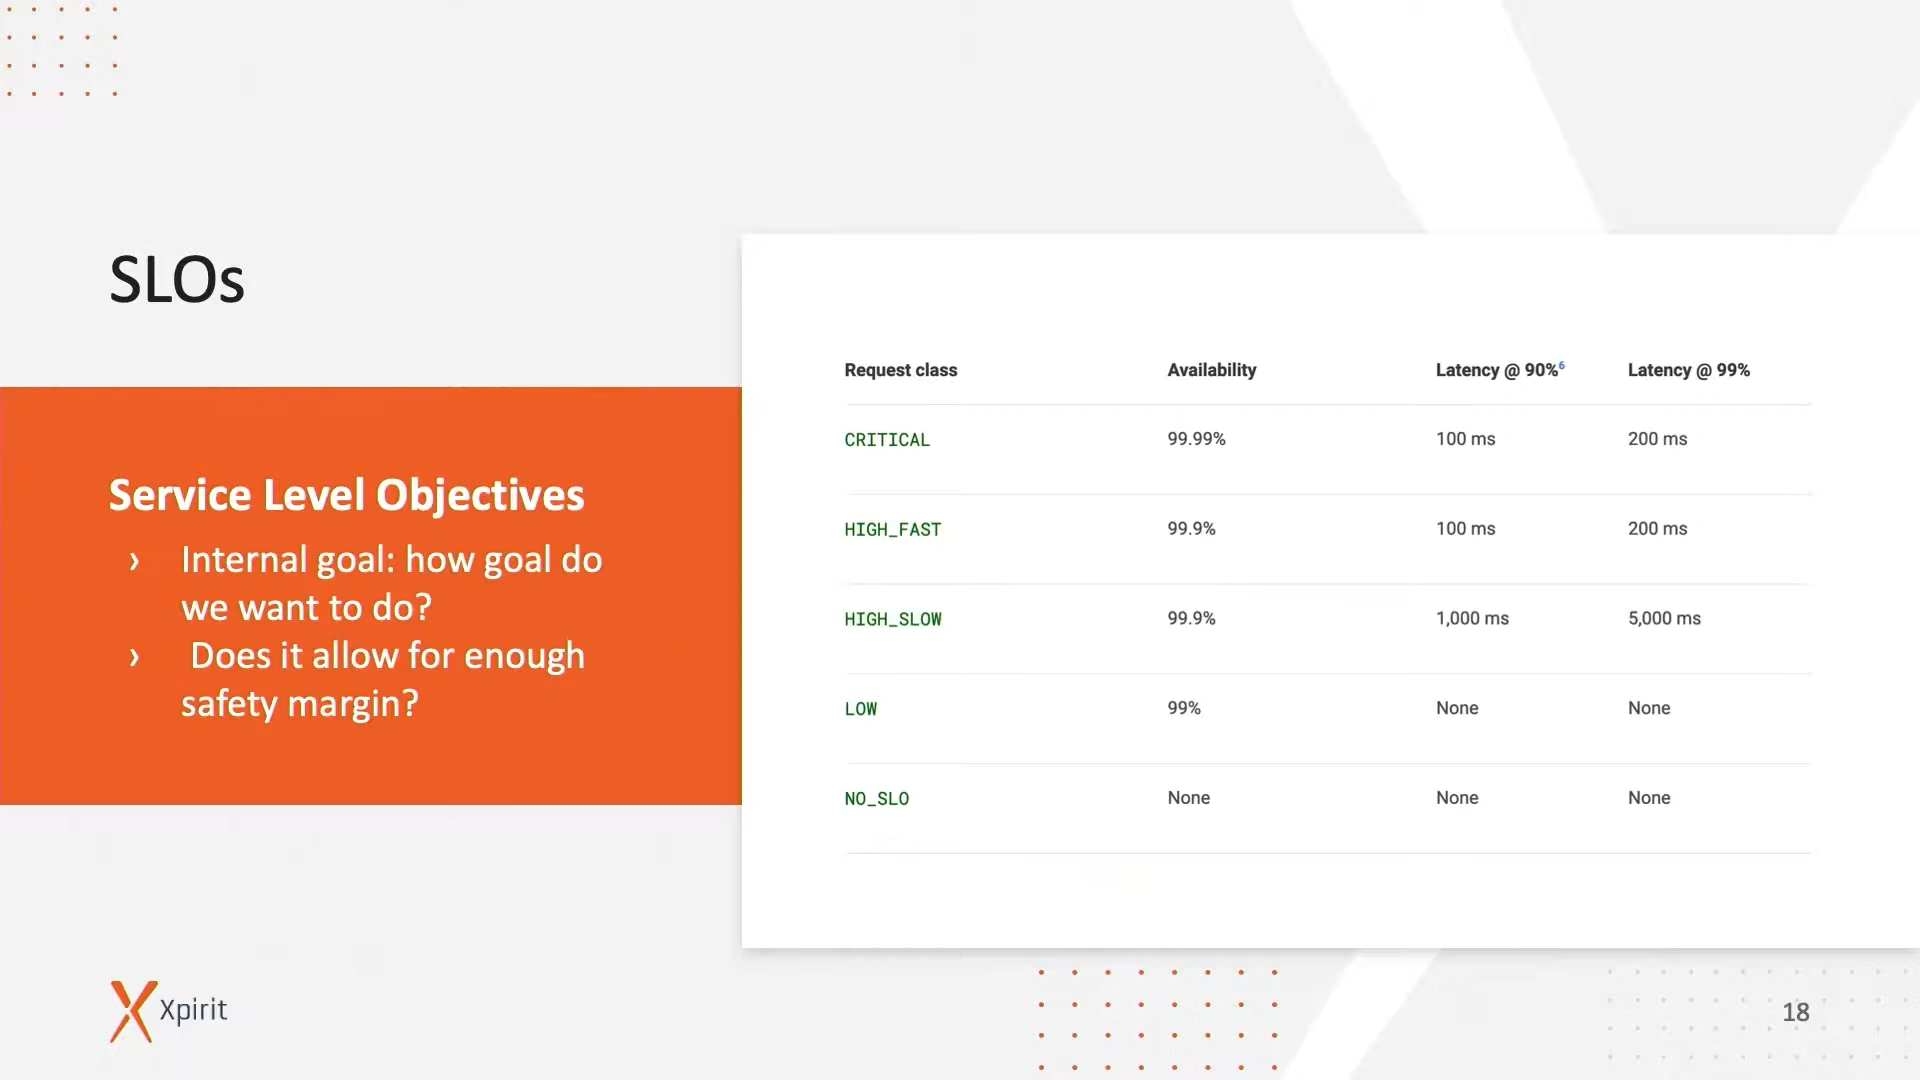 SLOs
Service Level Objectives
› Internal goal: how goal do
we want to do?
› Does it allow for enough
safety margin?
Request class Availability Latency @ 90%6 Latency @ 99%
CRITICAL 99.99% 100 ms 200 ms
HIGH_FAST 99.9% 100 ms 200 ms
HIGH_SLOW 99.9% 1,000 ms 5,000 ms
LOW 99% None None
NO_SLO None None None
Xpirit
18